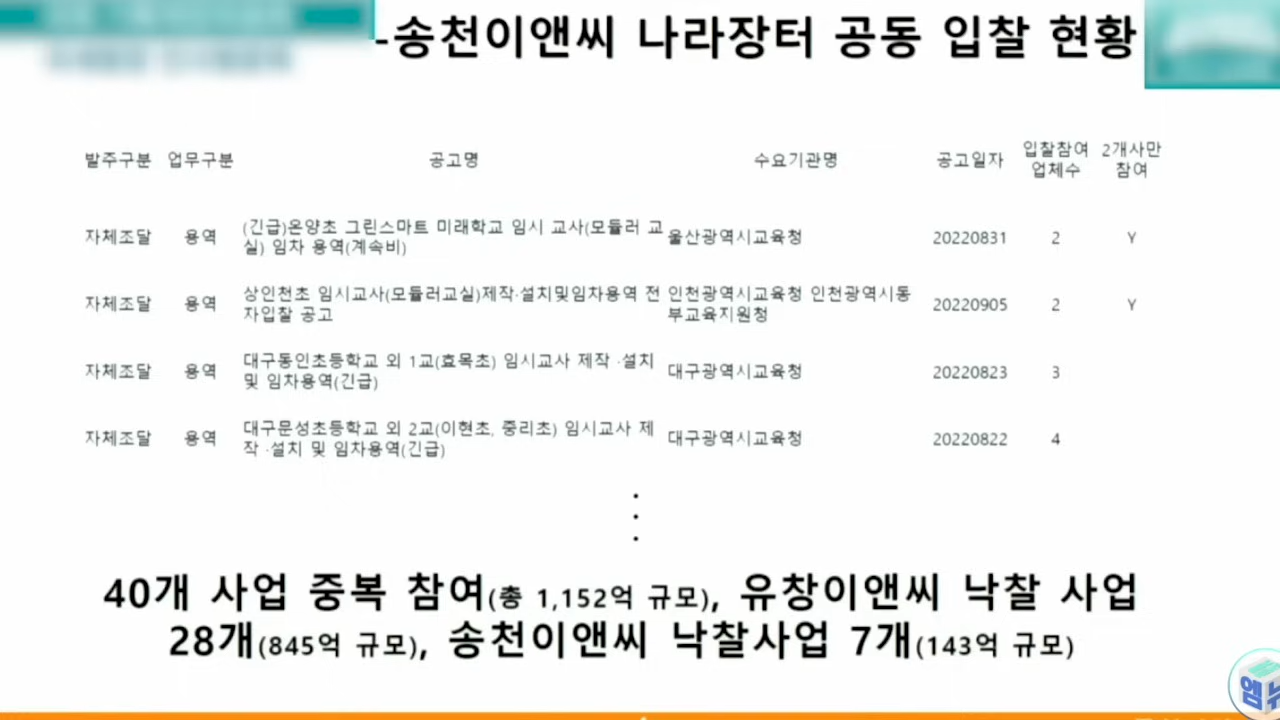 -송천이앤씨 나라장터 공동 입찰 현황
발주구분 업무구분 공고명 수요기관명 공고일자 입찰참여 업체수 2개사만 참여
자체조달 용역 (긴급)온양초 그린스마트 미래학교 임시 교사(모듈러 교 울산광역시교육청 20220831 2 Y
실) 임차 용역(계속비)
자체조달 용역 상인천초 임시교사(모듈러교실)제작·설치및임차용역 전 인천광역시교육청 인천광역시동 20220905 2 Y
자입찰 공고 부교육지원청
자체조달 용역 대구동인초등학교 외 1교(효목초) 임시교사 제작 ·설치 대구광역시교육청 20220823 3
및 임차용역(긴급)
자체조달 용역 대구문성초등학교 외 2교(이현초, 중리초) 임시교사 제 대구광역시교육청 20220822 4
작 ·설치 및 임차용역(긴급)
40개 사업 중복 참여(총 1,152억 규모), 유창이앤씨 낙찰 사업
28개(845억 규모), 송천이앤씨 낙찰사업 7개(143억 규모)